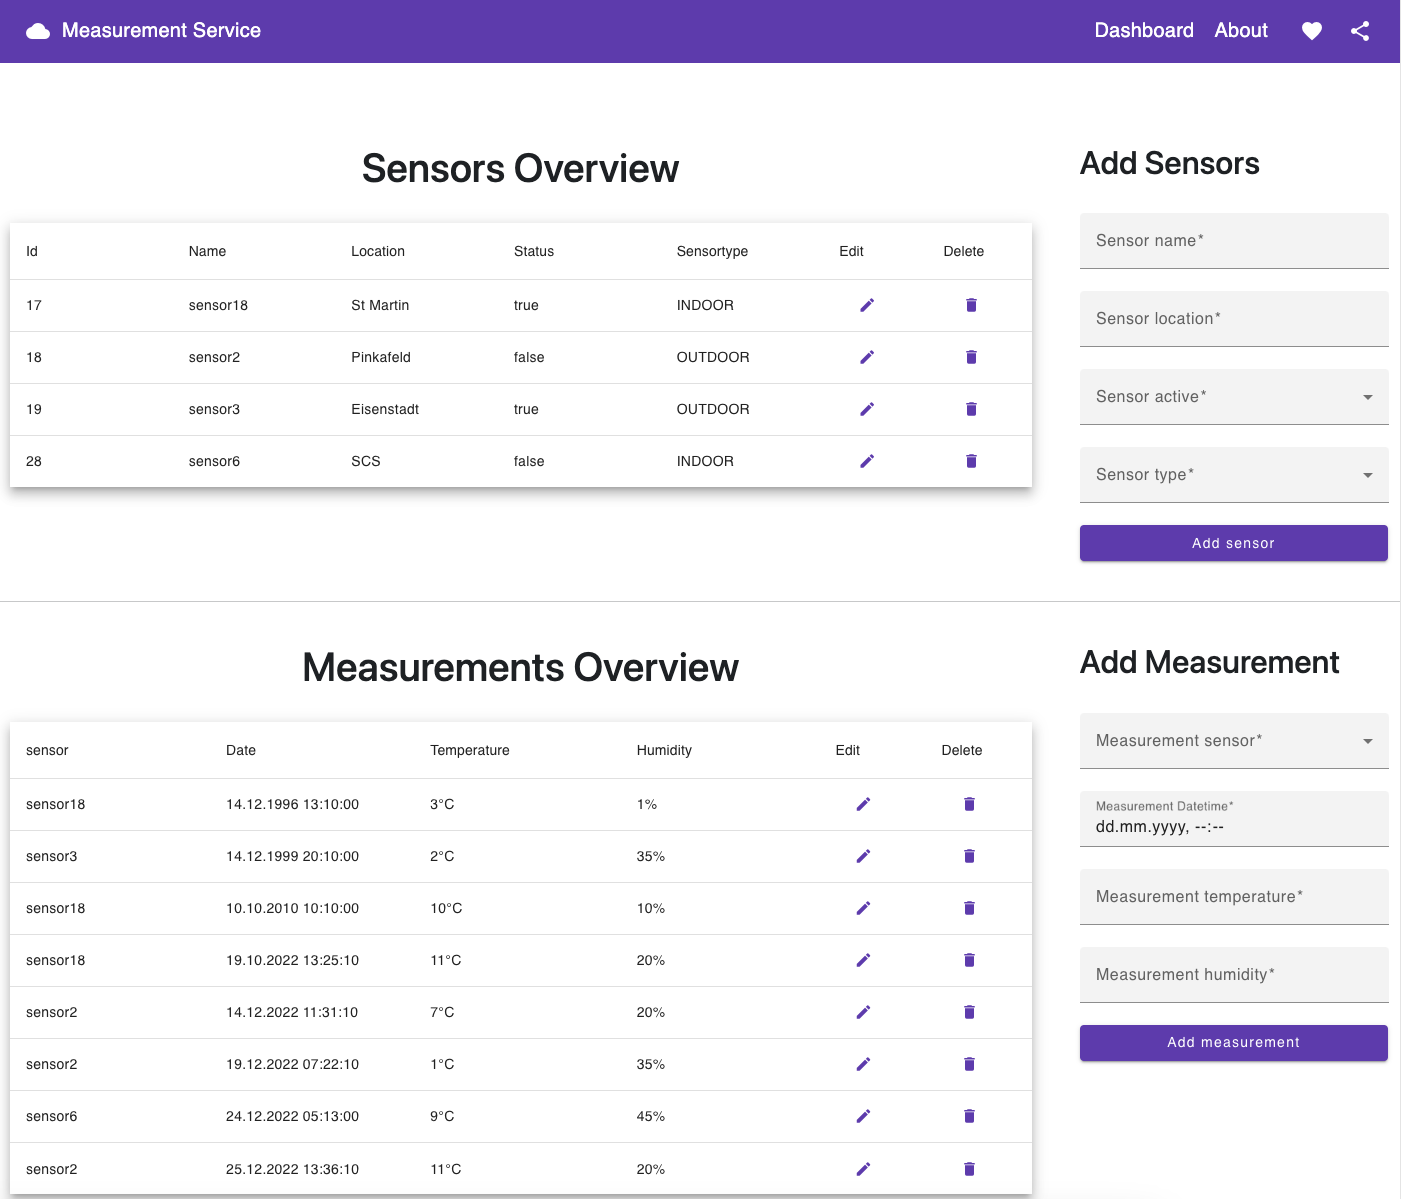 Measurement Service Dashboard About
Sensors Overview
Id Name Location Status Sensortype Edit Delete
17 sensor18 St Martin true INDOOR
18 sensor2 Pinkafeld false OUTDOOR
19 sensor3 Eisenstadt true OUTDOOR
28 sensor6 SCS false INDOOR
Add Sensors
Sensor name*
Sensor location*
Sensor active*
Sensor type*
Add sensor
Measurements Overview
sensor Date Temperature Humidity Edit Delete
sensor18 14.12.1996 13:10:00 3°C 1%
sensor3 14.12.1999 20:10:00 2°C 35%
sensor18 10.10.2010 10:10:00 10°C 10%
sensor18 19.10.2022 13:25:10 11°C 20%
sensor2 14.12.2022 11:31:10 7°C 20%
sensor2 19.12.2022 07:22:10 1°C 35%
sensor6 24.12.2022 05:13:00 9°C 45%
sensor2 25.12.2022 13:36:10 11°C 20%
Add Measurement
Measurement sensor*
Measurement Datetime*
dd.mm.yyyy, --:--
Measurement temperature*
Measurement humidity*
Add measurement